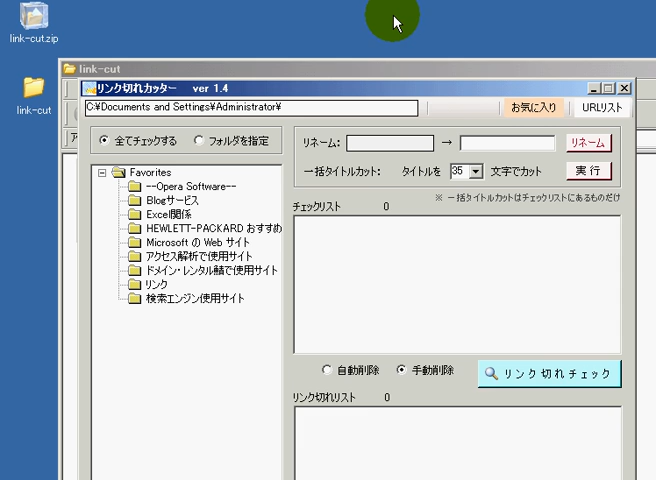 link-cut.zip
link-cut
link-cut
リンク切れカッター ver 1.4
C:¥Documents and Settings¥Administrator¥
お気に入り
URLリスト
全てチェックする
フォルダを指定
リネーム:
→
リネーム
一括タイトルカット: タイトルを 35 文字でカット
実行
※ 一括タイトルカットはチェックリストにあるものだけ
Favorites
--Opera Software--
Blogサービス
Excel関係
HEWLETT-PACKARD おすすめ
Microsoft の Web サイト
アクセス解析で使用サイト
ドメイン・レンタル鯖で使用サイト
リンク
検索エンジン使用サイト
チェックリスト 0
自動削除
手動削除
リンク切れチェック
リンク切れリスト 0